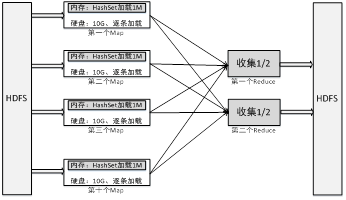 HDFS
内存：HashSet加载1M
硬盘：10G、逐条加载
第一个Map
内存：HashSet加载1M
硬盘：10G、逐条加载
第二个Map
内存：HashSet加载1M
硬盘：10G、逐条加载
第三个Map
内存：HashSet加载1M
硬盘：10G、逐条加载
第十个Map
收集1/2
第一个Reduce
收集1/2
第二个Reduce
HDFS